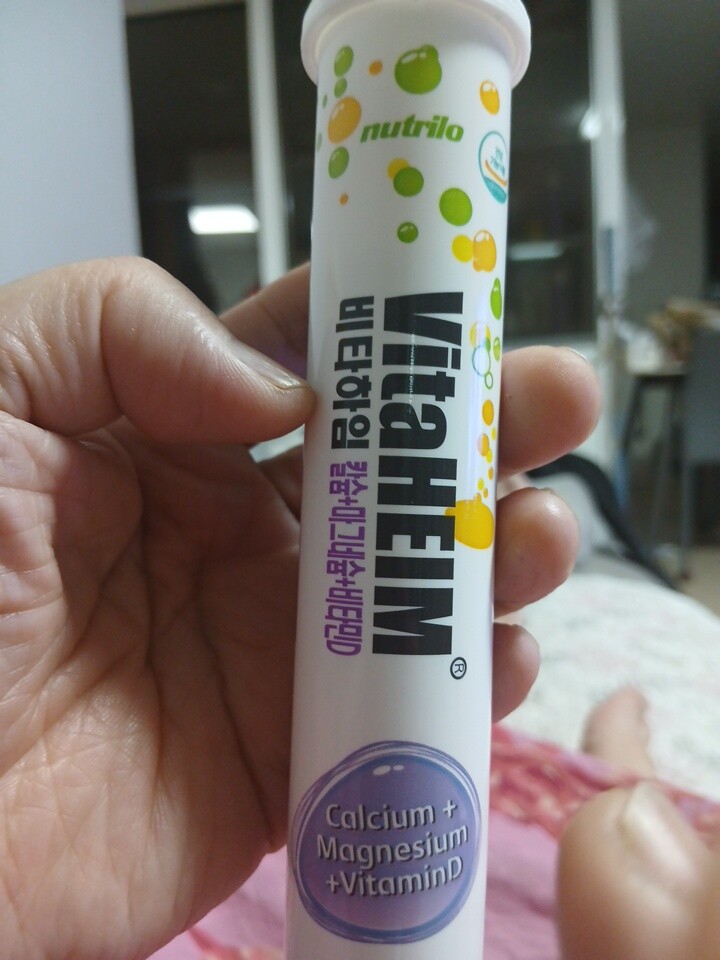 nutrilo
VitaHEIM®
비타하임
칼슘+마그네슘+비타민D
Calcium +
Magnesium
+VitaminD